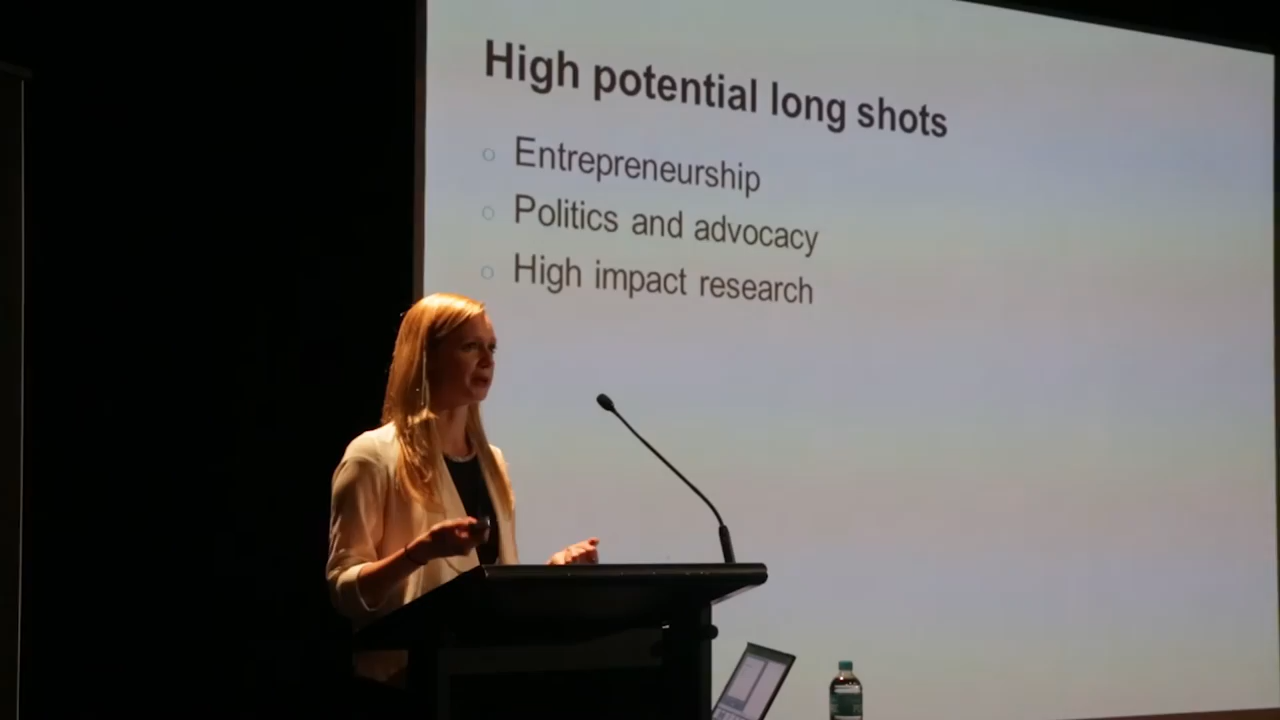 High potential long shots
Entrepreneurship
Politics and advocacy
High impact research